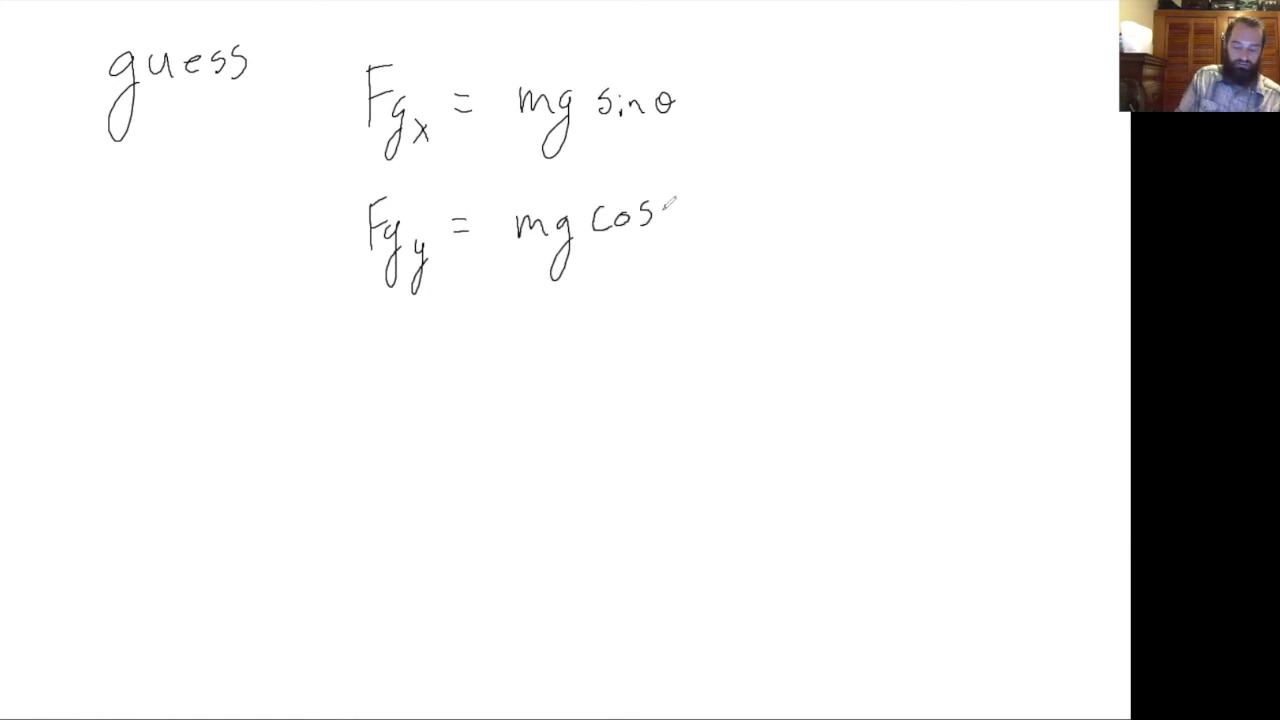 guess
Fgx = mg sinθ
Fgy = mg cos